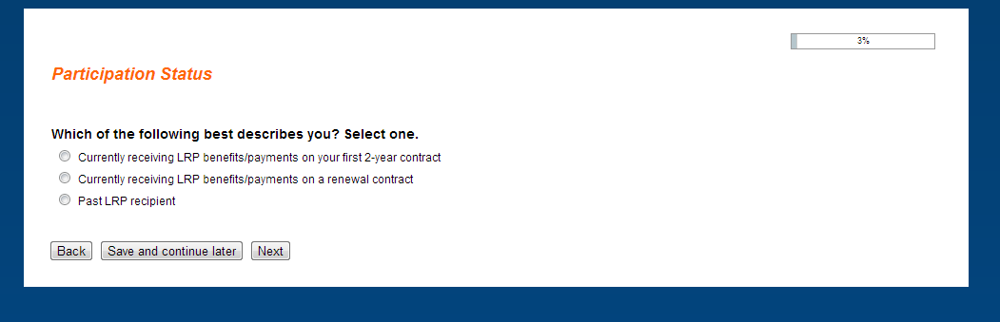 3%
Participation Status
Which of the following best describes you? Select one.
Currently receiving LRP benefits/payments on your first 2-year contract
Currently receiving LRP benefits/payments on a renewal contract
Past LRP recipient
Back Save and continue later Next